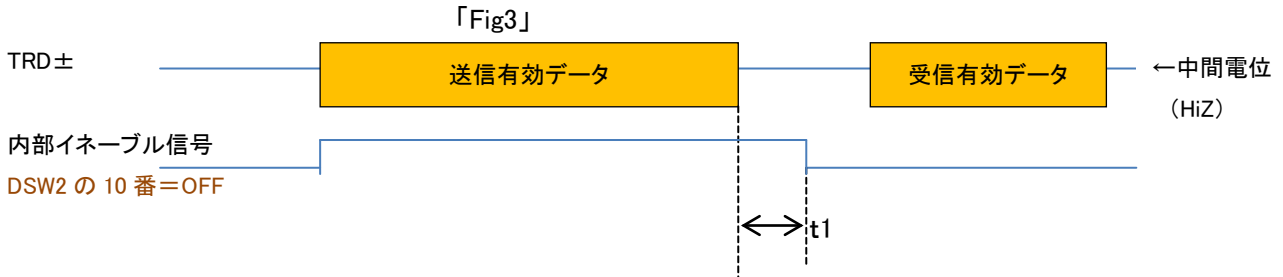 「Fig3」
TRD±
送信有効データ
受信有効データ
←中間電位
（HiZ）
内部イネーブル信号
DSW2 の 10 番＝OFF
t1